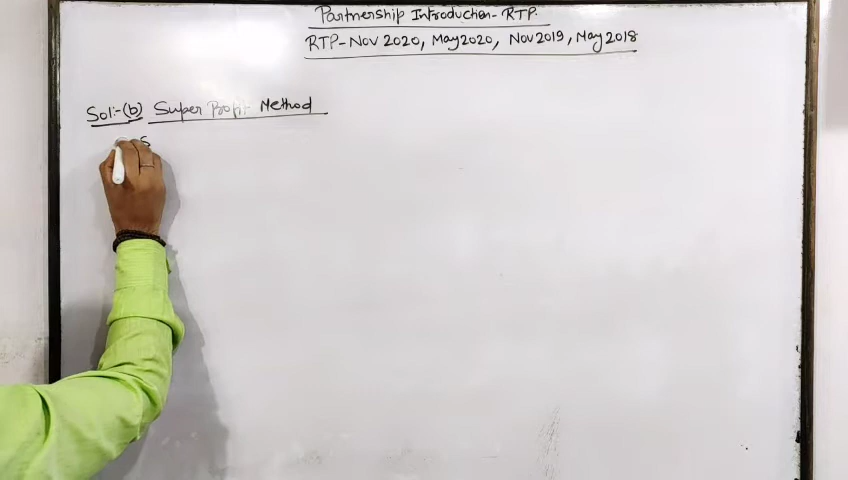 Partnership Introduction - RTP.
RTP - Nov 2020, May 2020, Nov 2019, May 2018
Sol:-(b) Super Profit Method
S